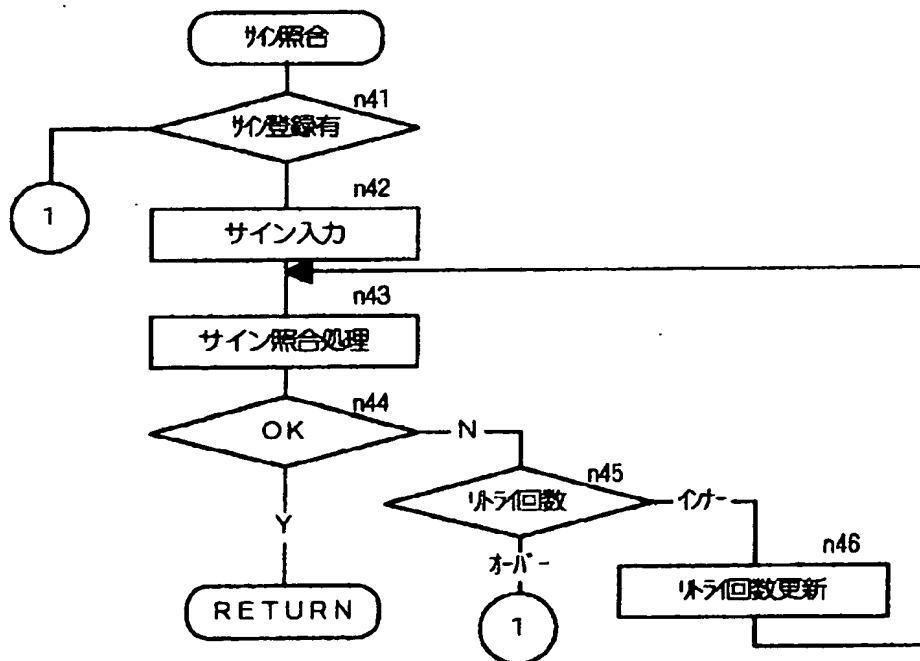 サイン照合
n41
サイン登録有
1
n42
サイン入力
n43
サイン照合処理
n44
OK
N
n45
リトライ回数
インナー
Y
オーバー
n46
リトライ回数更新
RETURN
1